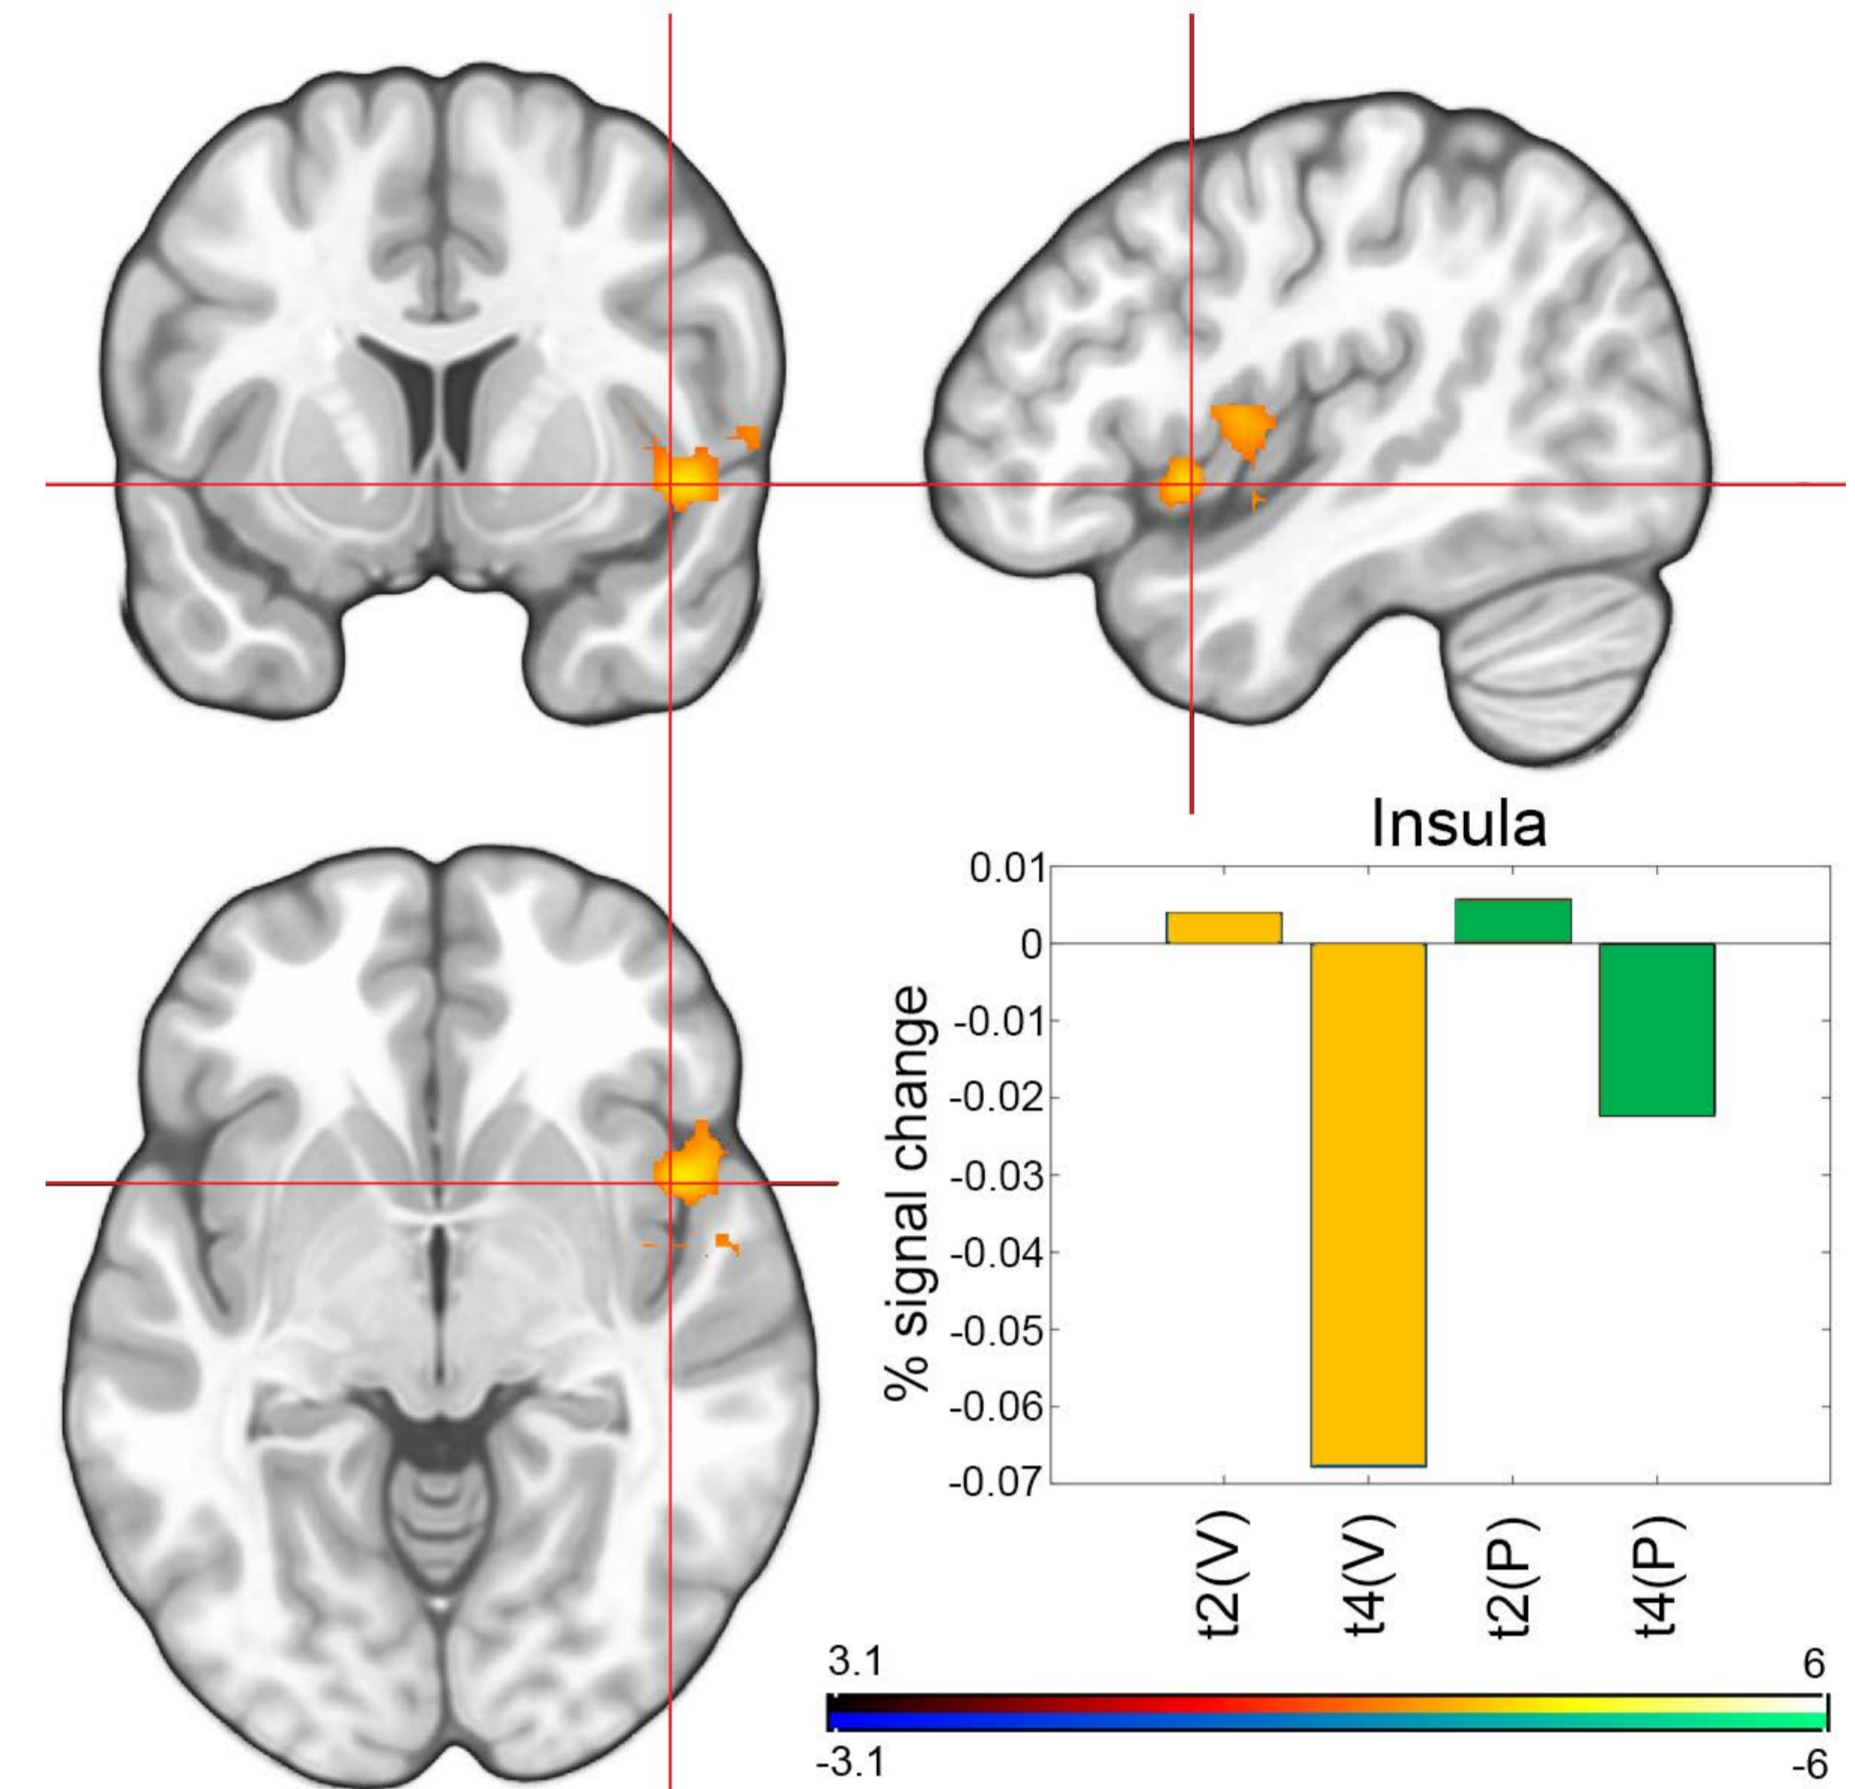 Insula
0.01
0
-0.01
-0.02
-0.03
-0.04
-0.05
-0.06
-0.07
% signal change
t2(V)
t4(V)
t2(P)
t4(P)
3.1
6
-3.1
-6